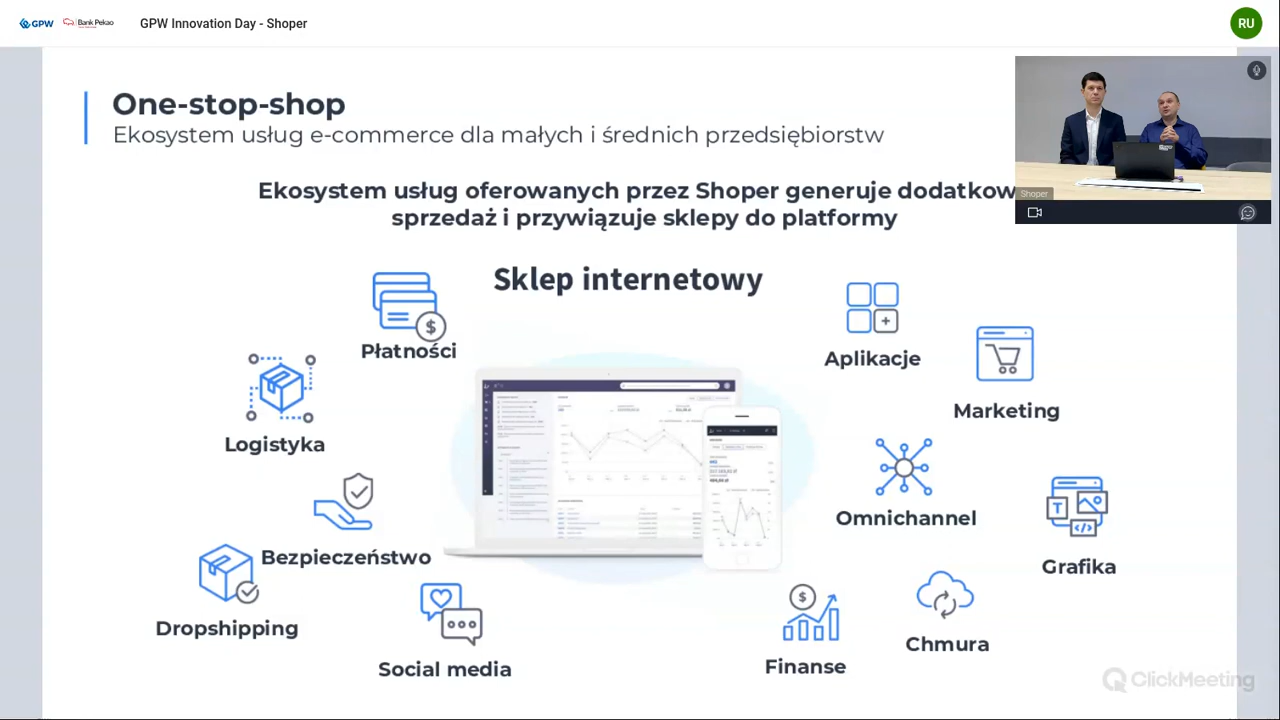 GPW
Bank Pekao
GPW Innovation Day - Shoper
RU
One-stop-shop
Ekosystem usług e-commerce dla małych i średnich przedsiębiorstw
Ekosystem usług oferowanych przez Shoper generuje dodatkow
sprzedaż i przywiązuje sklepy do platformy
Shoper
Sklep internetowy
Płatności
Aplikacje
Marketing
Logistyka
Omnichannel
Bezpieczeństwo
Grafika
Dropshipping
Chmura
Social media
Finanse
ClickMeeting